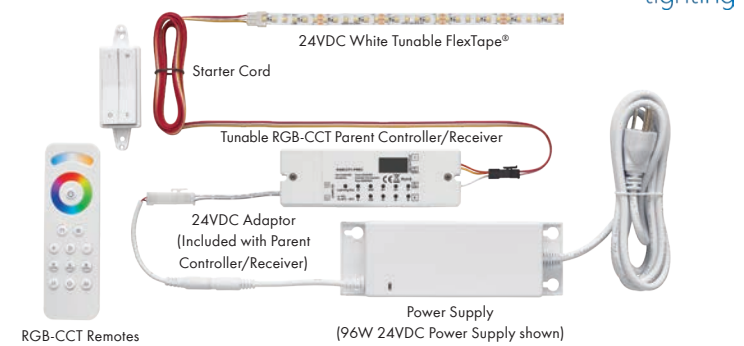 lighting
24VDC White Tunable FlexTape®
Starter Cord
Tunable RGB-CCT Parent Controller/Receiver
24VDC Adaptor
(Included with Parent
Controller/Receiver)
Power Supply
(96W 24VDC Power Supply shown)
RGB-CCT Remotes